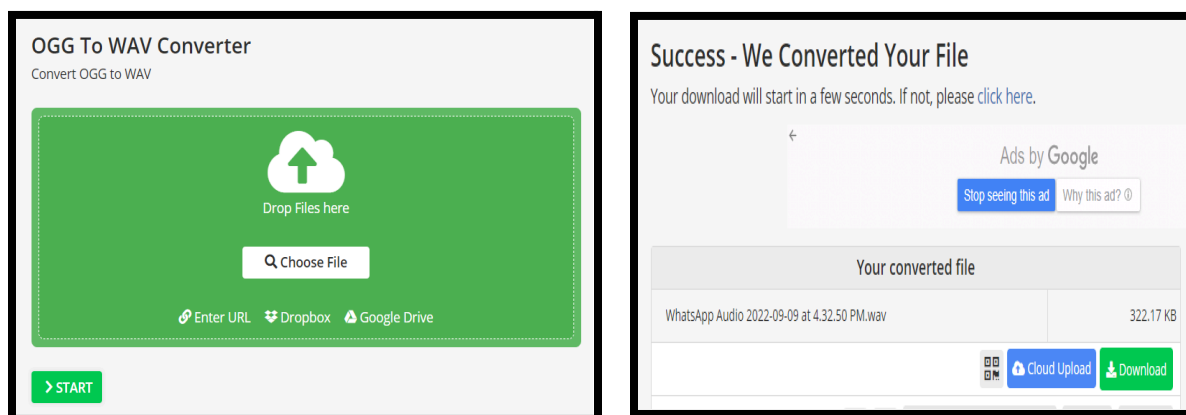 OGG To WAV Converter
Convert OGG to WAV
Drop Files here
Choose File
Enter URL Dropbox Google Drive
START
Success - We Converted Your File
Your download will start in a few seconds. If not, please click here.
Ads by Google
Stop seeing this ad Why this ad?
Your converted file
WhatsApp Audio 2022-09-09 at 4.32.50 PM.wav 322.17 KB
Cloud Upload Download